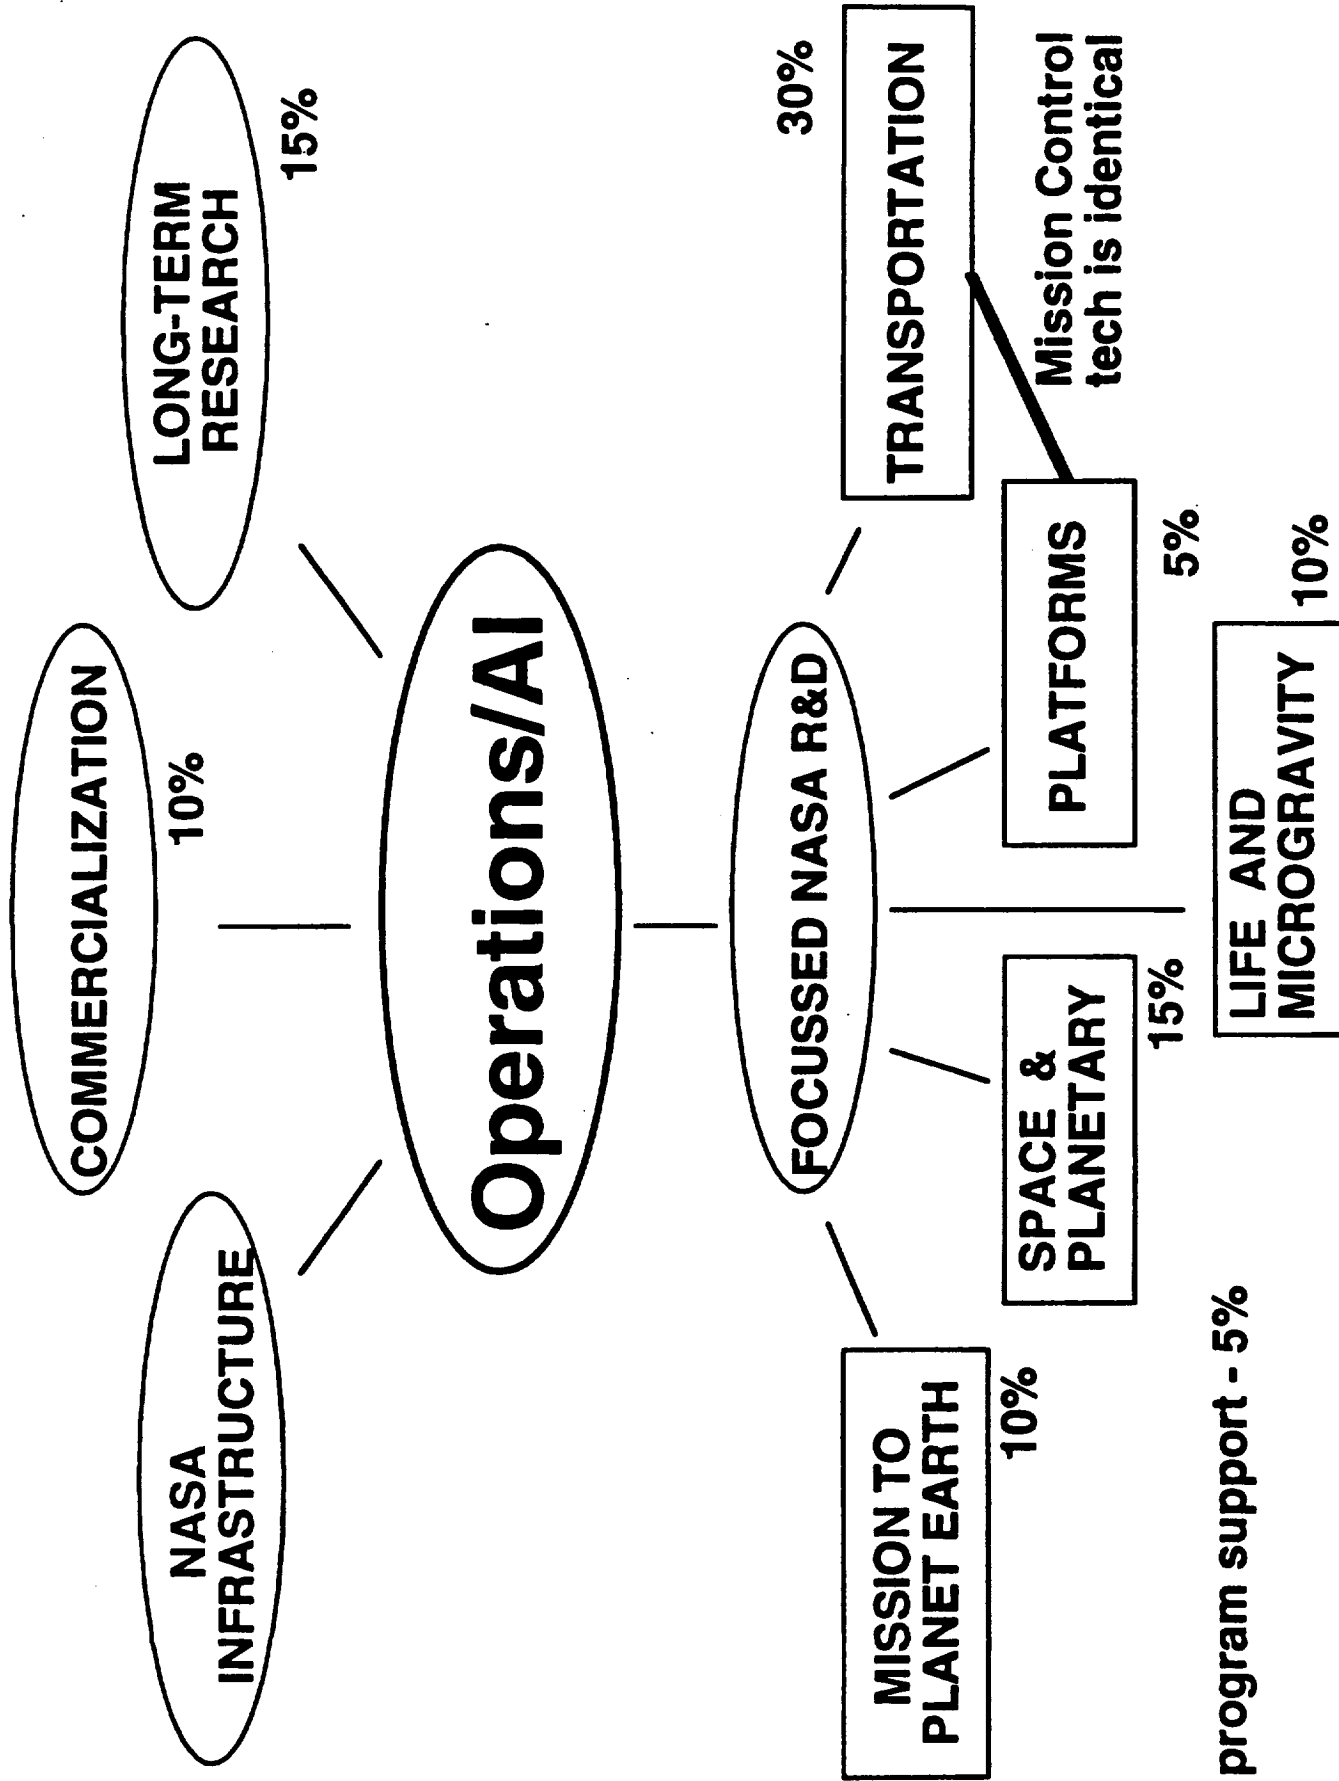 COMMERCIALIZATION
10%
NASA
INFRASTRUCTURE
LONG-TERM
RESEARCH
15%
Operations/AI
FOCUSSED NASA R&D
30%
MISSION TO
PLANET EARTH
10%
TRANSPORTATION
SPACE &
PLANETARY
15%
PLATFORMS
5%
Mission Control
tech is identical
LIFE AND
MICROGRAVITY
10%
program support - 5%